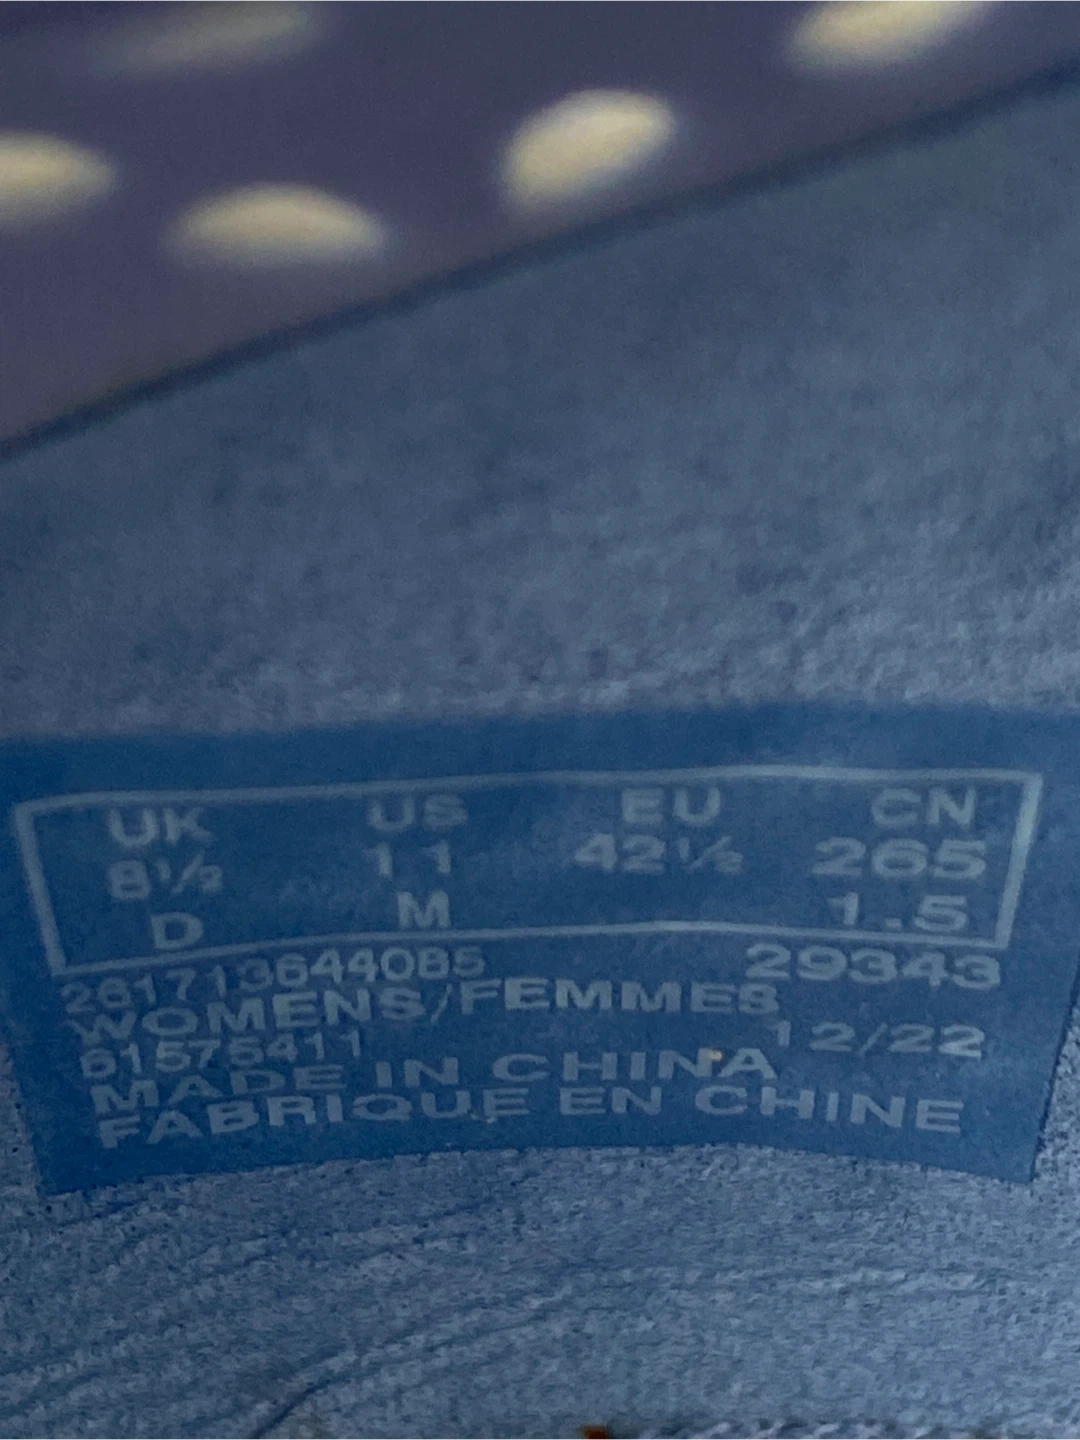 UK US EU CN
8½ 11 42½ 265
D M 1.5
261713644085 29343
WOMENS/FEMMES
61575411 12/22
MADE IN CHINA
FABRIQUE EN CHINE